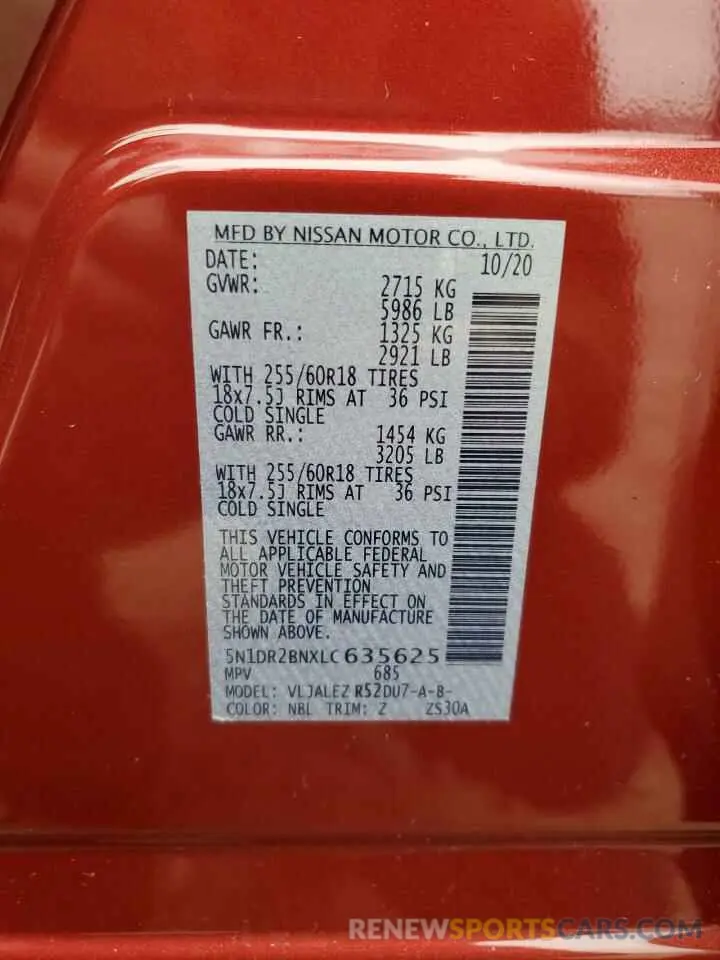 MFD BY NISSAN MOTOR CO., LTD.
DATE: 10/20
GVWR: 2715 KG
5986 LB
GAWR FR.: 1325 KG
2921 LB
WITH 255/60R18 TIRES
18x7.5J RIMS AT 36 PSI
COLD SINGLE
GAWR RR.: 1454 KG
3205 LB
WITH 255/60R18 TIRES
18x7.5J RIMS AT 36 PSI
COLD SINGLE
THIS VEHICLE CONFORMS TO
ALL APPLICABLE FEDERAL
MOTOR VEHICLE SAFETY AND
THEFT PREVENTION
STANDARDS IN EFFECT ON
THE DATE OF MANUFACTURE
SHOWN ABOVE.
5N1DR2BNXLC635625
MPV 685
MODEL: VLJALEZ R52DU7-A-B-
COLOR: NBL TRIM: Z ZS30A
RENEWSPORTSCARS.COM